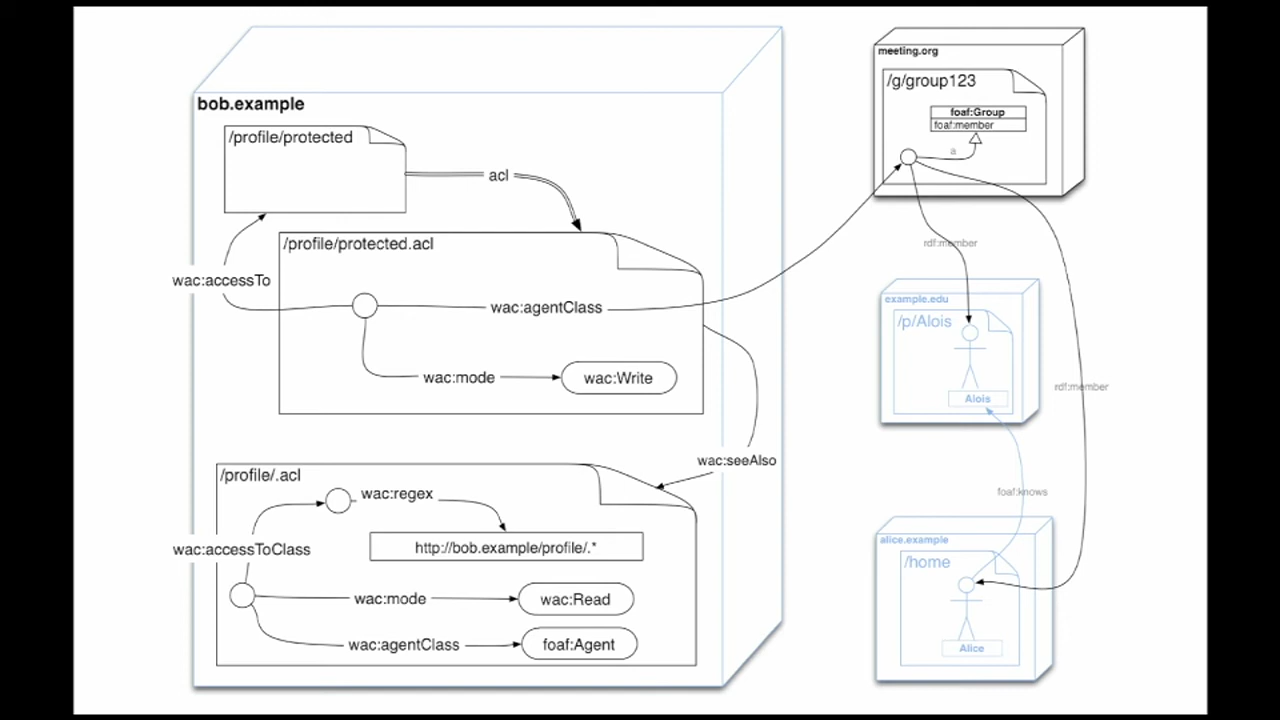 bob.example
/profile/protected
acl
/profile/protected.acl
wac:accessTo
wac:agentClass
wac:mode
wac:Write
wac:seeAlso
/profile/.acl
wac:regex
http://bob.example/profile/.*
wac:accessToClass
wac:mode
wac:Read
wac:agentClass
foaf:Agent
meeting.org
/g/group123
foaf:Group
foaf:member
a
rdf:member
example.edu
/p/Alois
Alois
rdf:member
foaf:knows
alice.example
/home
Alice